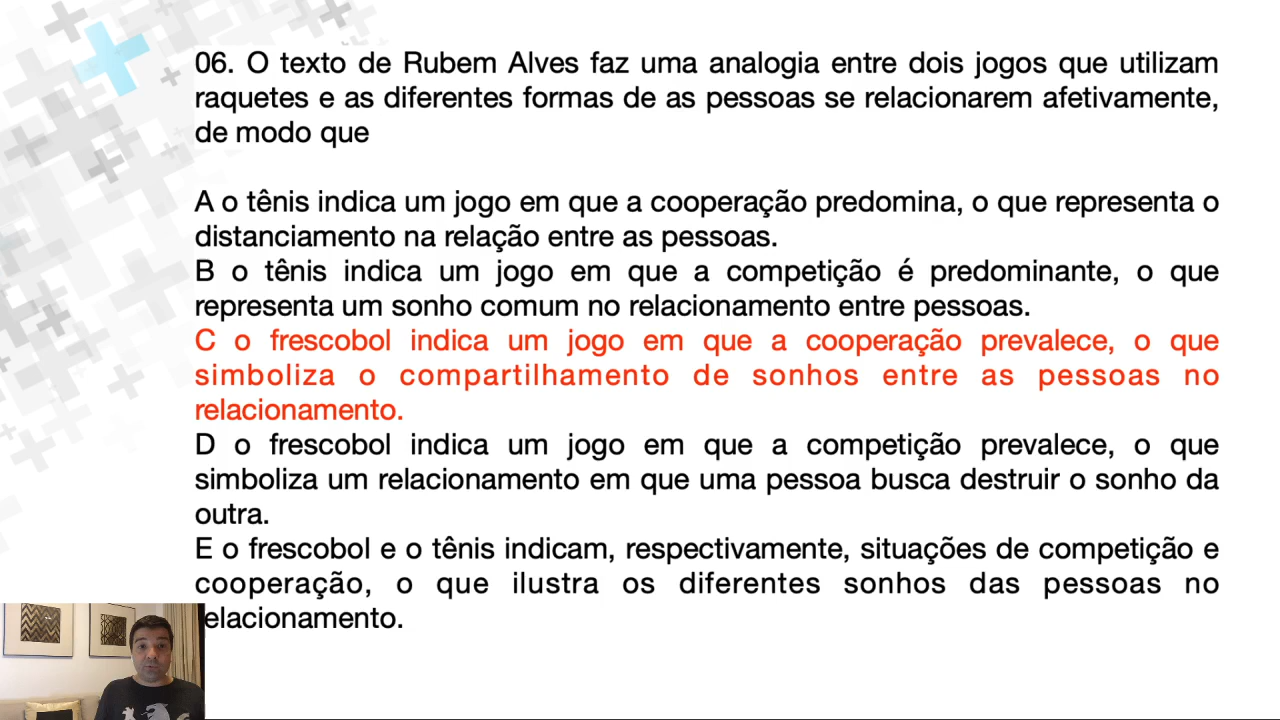 06. O texto de Rubem Alves faz uma analogia entre dois jogos que utilizam
raquetes e as diferentes formas de as pessoas se relacionarem afetivamente,
de modo que
A o tênis indica um jogo em que a cooperação predomina, o que representa o
distanciamento na relação entre as pessoas.
B o tênis indica um jogo em que a competição é predominante, o que
representa um sonho comum no relacionamento entre pessoas.
C o frescobol indica um jogo em que a cooperação prevalece, o que
simboliza o compartilhamento de sonhos entre as pessoas no
relacionamento.
D o frescobol indica um jogo em que a competição prevalece, o que
simboliza um relacionamento em que uma pessoa busca destruir o sonho da
outra.
E o frescobol e o tênis indicam, respectivamente, situações de competição e
cooperação, o que ilustra os diferentes sonhos das pessoas no
relacionamento.